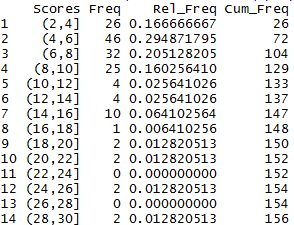 Scores Freq Rel_Freq Cum_Freq
1 (2,4] 26 0.166666667 26
2 (4,6] 46 0.294871795 72
3 (6,8] 32 0.205128205 104
4 (8,10] 25 0.160256410 129
5 (10,12] 4 0.025641026 133
6 (12,14] 4 0.025641026 137
7 (14,16] 10 0.064102564 147
8 (16,18] 1 0.006410256 148
9 (18,20] 2 0.012820513 150
10 (20,22] 2 0.012820513 152
11 (22,24] 0 0.000000000 152
12 (24,26] 2 0.012820513 154
13 (26,28] 0 0.000000000 154
14 (28,30] 2 0.012820513 156